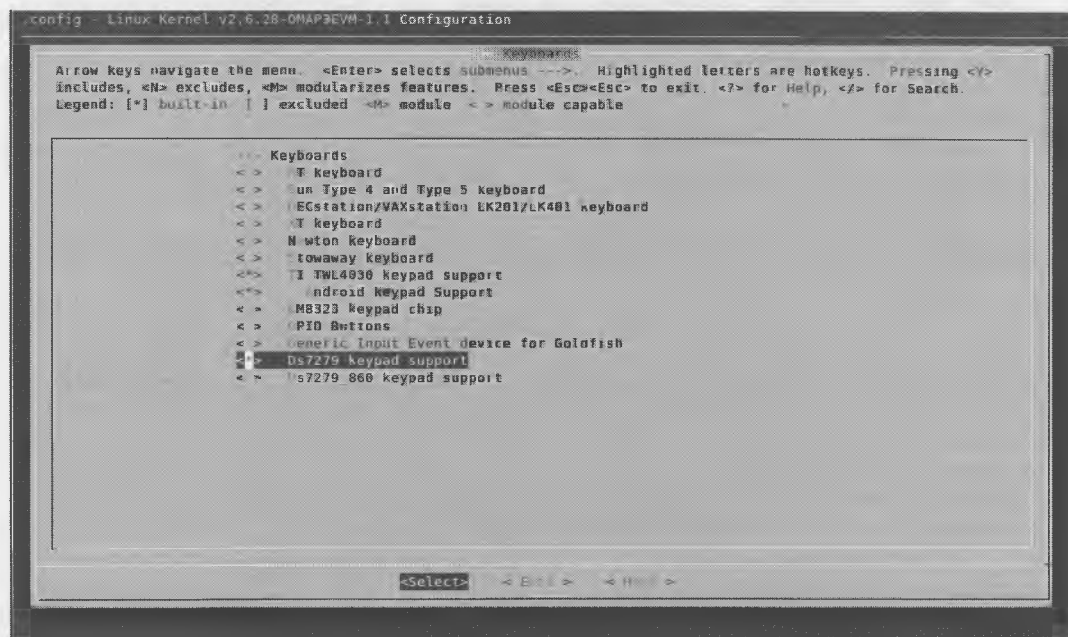 .config - Linux Kernel v2.6.28-OMAP3EVM-1.1 Configuration
Keyboards
Arrow keys navigate the menu. <Enter> selects submenus --->. Highlighted letters are hotkeys. Pressing <Y>
includes, <N> excludes, <M> modularizes features. Press <Esc><Esc> to exit. <?> for Help, </> for Search.
Legend: [*] built-in [ ] excluded <M> module < > module capable
--- Keyboards
< > T keyboard
< > un Type 4 and Type 5 keyboard
< > ECstation/VAXstation LK201/LK401 keyboard
< > T keyboard
< > N wton keyboard
< > towaway keyboard
<*> TI TWL4030 keypad support
<*> ndroid keypad Support
< > M8323 keypad chip
< > PIO Buttons
< > eneric Input Event device for Goldfish
<*> Ds7279 keypad support
< > s7279_860 keypad support
<Select> < Exit > < Help >